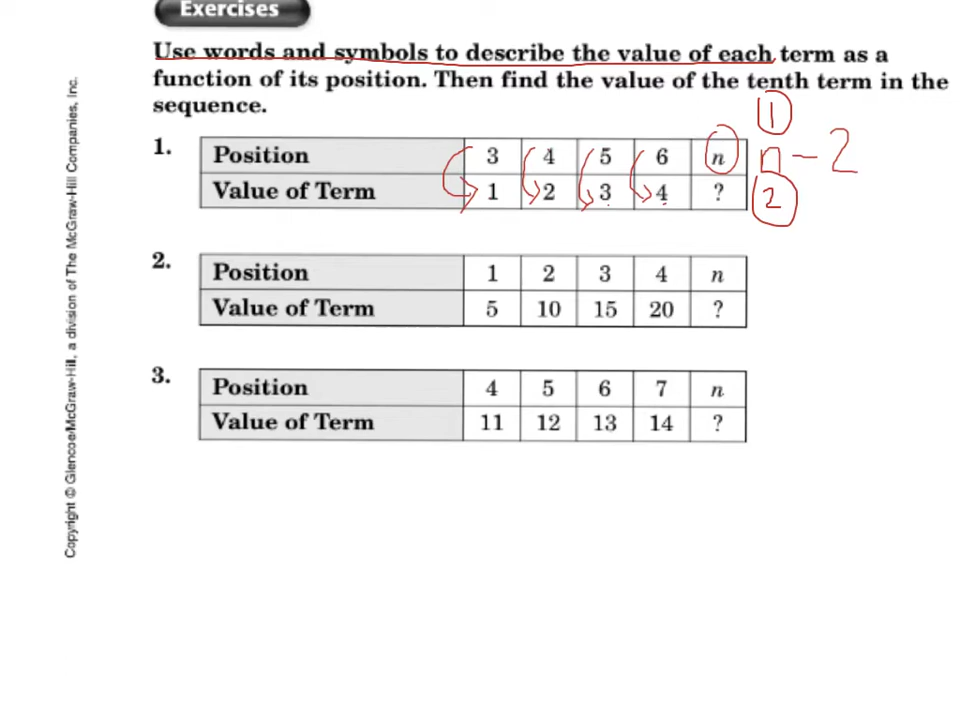 Exercises
Use words and symbols to describe the value of each term as a
function of its position. Then find the value of the tenth term in the
sequence.
1
1. Position 3 4 5 6 n n - 2
Value of Term 1 2 3 4 ? 2
2. Position 1 2 3 4 n
Value of Term 5 10 15 20 ?
3. Position 4 5 6 7 n
Value of Term 11 12 13 14 ?
Copyright © Glencoe/McGraw-Hill, a division of The McGraw-Hill Companies, Inc.